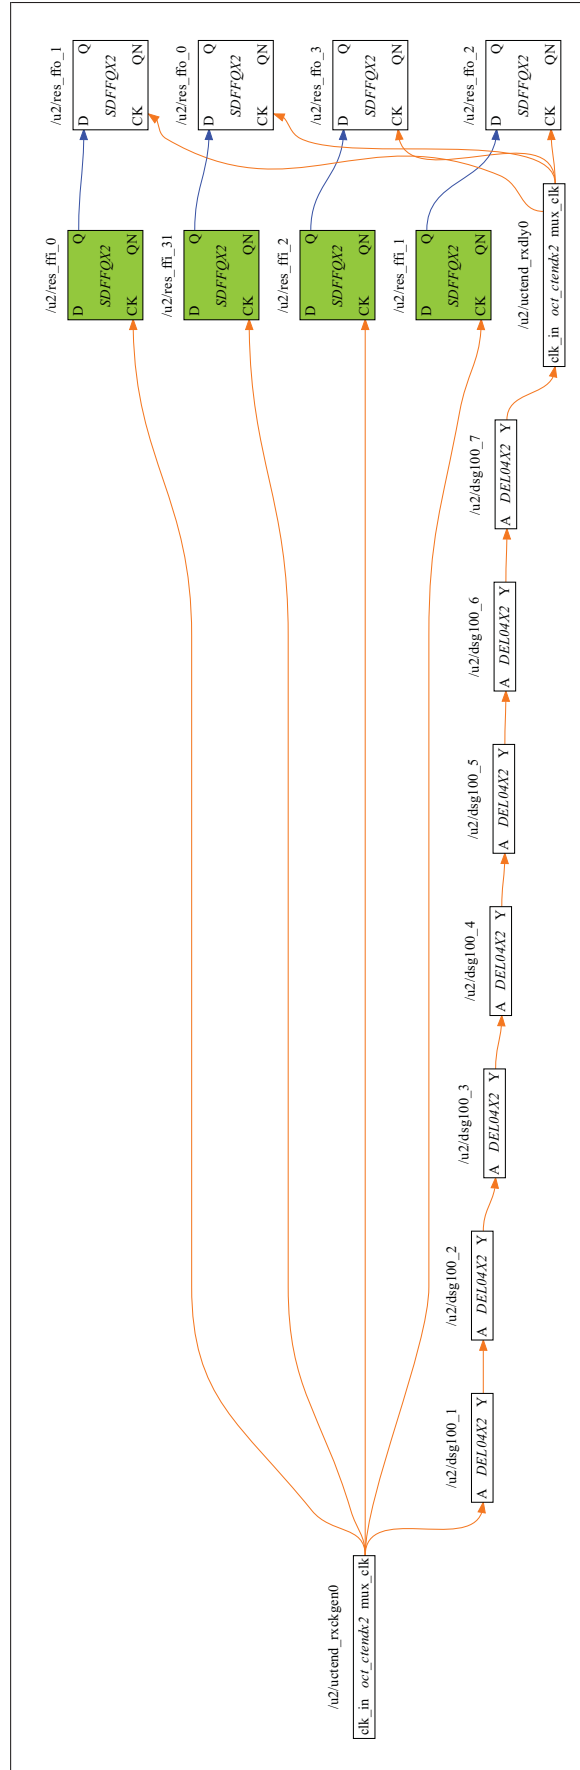 /u2/uctend_rxckgen0
clk_in oct_ctendx2 mux_clk
/u2/dsg100_1
A DEL04X2 Y
/u2/dsg100_2
A DEL04X2 Y
/u2/dsg100_3
A DEL04X2 Y
/u2/dsg100_4
A DEL04X2 Y
/u2/dsg100_5
A DEL04X2 Y
/u2/dsg100_6
A DEL04X2 Y
/u2/dsg100_7
A DEL04X2 Y
/u2/uctend_rxdly0
clk_in oct_ctendx2 mux_clk
/u2/res_ffi_0
D Q
SDFFQX2
CK QN
/u2/res_ffi_31
D Q
SDFFQX2
CK QN
/u2/res_ffi_2
D Q
SDFFQX2
CK QN
/u2/res_ffi_1
D Q
SDFFQX2
CK QN
/u2/res_ffo_1
D Q
SDFFQX2
CK QN
/u2/res_ffo_0
D Q
SDFFQX2
CK QN
/u2/res_ffo_3
D Q
SDFFQX2
CK QN
/u2/res_ffo_2
D Q
SDFFQX2
CK QN